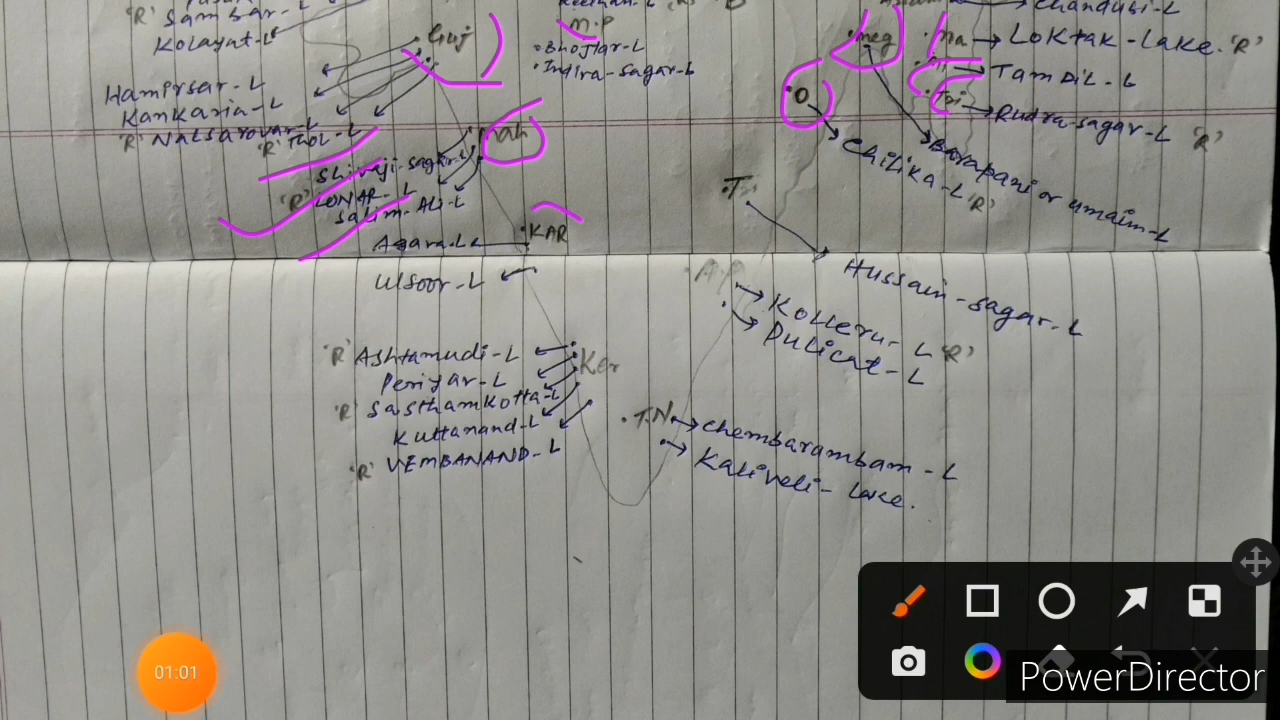 'R' Sambar-L
Kolayat-L
Guj
Hamirsar-L
Kankaria-L
'R' Nalsarovar-L
'R' THOL-L
M.P
Bhojtar-L
Indira-sagar-L
mah
Shivaji-sagar-L
'R' LONAR-L
Salim-Ali-L
KAR
Agara-L
Ulsoor-L
Ker
'R' Ashtamudi-L
Periyar-L
'R' Sasthamkotta-L
Kuttanand-L
'R' VEMBANAND-L
T.N
Chembarambam-L
Kaliveli-Lake.
A.P
Kolleru-L 'R'
Pulicat-L
T
Hussain-sagar-L
O
Chilika-L 'R'
meg
Barapani or umaim-L
Chandubi-L
ma
Loktak-Lake 'R'
mi
TamDil-L
Tri
Rudra-sagar-L 'R'
01:01
PowerDirector